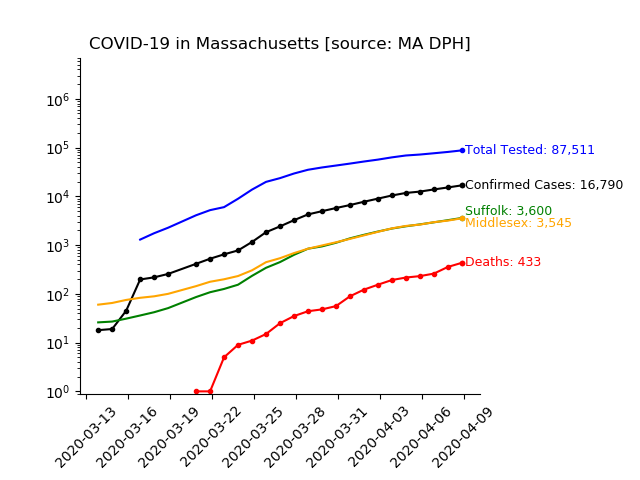 COVID-19 in Massachusetts [source: MA DPH]
10^6
10^5
10^4
10^3
10^2
10^1
10^0
Total Tested: 87,511
Confirmed Cases: 16,790
Suffolk: 3,600
Middlesex: 3,545
Deaths: 433
2020-03-13
2020-03-16
2020-03-19
2020-03-22
2020-03-25
2020-03-28
2020-03-31
2020-04-03
2020-04-06
2020-04-09